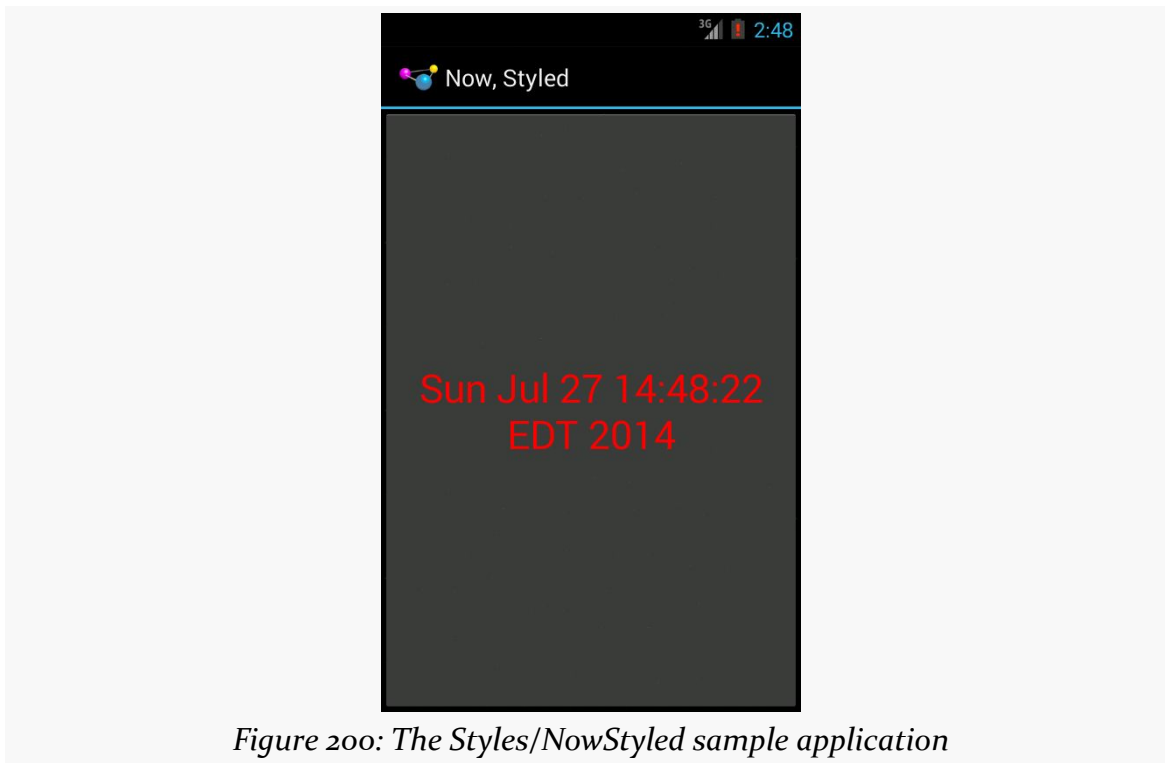 3G 2:48
Now, Styled
Sun Jul 27 14:48:22
EDT 2014
Figure 200: The Styles/NowStyled sample application